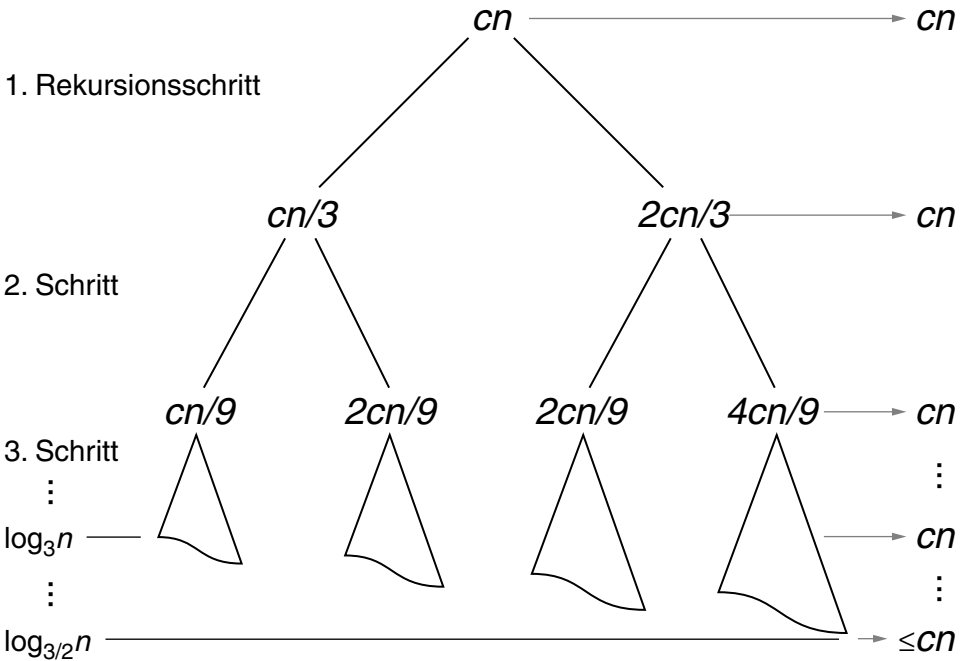 cn cn
1. Rekursionsschritt
cn/3 2cn/3 cn
2. Schritt
cn/9 2cn/9 2cn/9 4cn/9 cn
3. Schritt
⋮ ⋮
log₃n cn
⋮ ⋮
log₃/₂n ≤cn